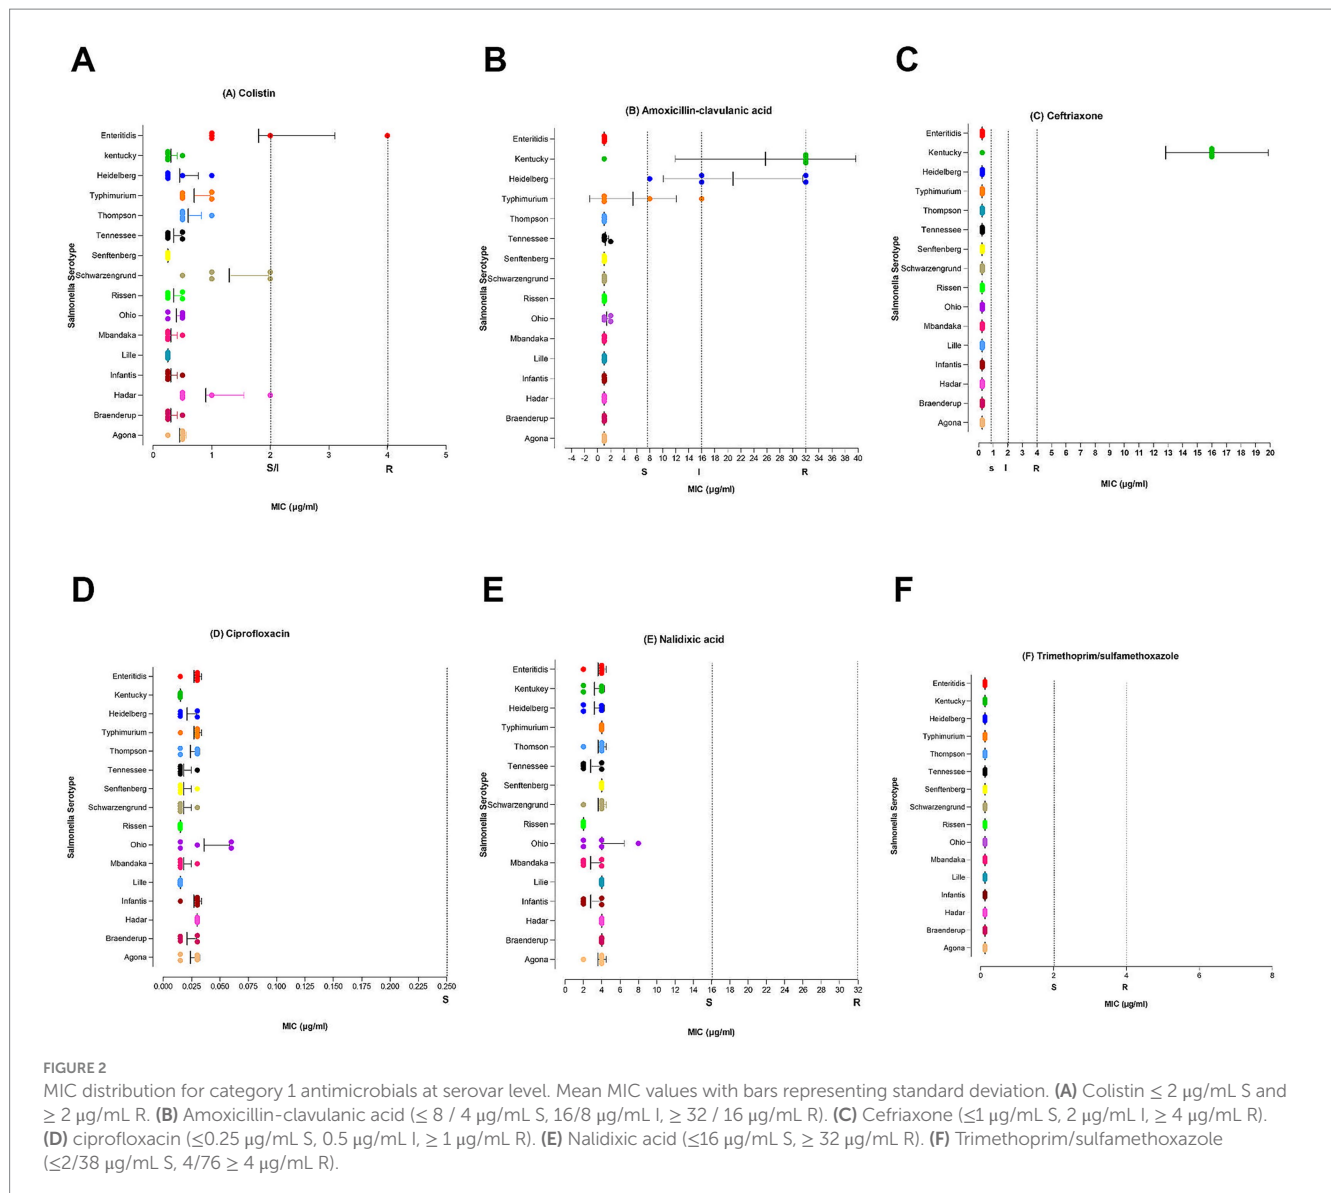 A
(A) Colistin
Salmonella Serotype
Enteritidis
kentucky
Heidelberg
Typhimurium
Thompson
Tennessee
Senftenberg
Schwarzengrund
Rissen
Ohio
Mbandaka
Lille
Infantis
Hadar
Braenderup
Agona
0 1 2 3 4 5
S/I R
MIC (µg/ml)
B
(B) Amoxicillin-clavulanic acid
Salmonella Serotype
Enteritidis
Kentucky
Heidelberg
Typhimurium
Thompson
Tennessee
Senftenberg
Schwarzengrund
Rissen
Ohio
Mbandaka
Lille
Infantis
Hadar
Braenderup
Agona
-4 -2 0 2 4 6 8 10 12 14 16 18 20 22 24 26 28 30 32 34 36 38 40
S I R
MIC (µg/ml)
C
(C) Ceftriaxone
Salmonella Serotype
Enteritidis
Kentucky
Heidelberg
Typhimurium
Thompson
Tennessee
Senftenberg
Schwarzengrund
Rissen
Ohio
Mbandaka
Lille
Infantis
Hadar
Braenderup
Agona
0 1 2 3 4 5 6 7 8 9 10 11 12 13 14 15 16 17 18 19 20
s I R
MIC (µg/ml)
D
(D) Ciprofloxacin
Salmonella Serotype
Enteritidis
Kentucky
Heidelberg
Typhimurium
Thompson
Tennessee
Senftenberg
Schwarzengrund
Rissen
Ohio
Mbandaka
Lille
Infantis
Hadar
Braenderup
Agona
0.000 0.025 0.050 0.075 0.100 0.125 0.150 0.175 0.200 0.225 0.250
S
MIC (µg/ml)
E
(E) Nalidixic acid
Salmonella Serotype
Enteritidis
Kentukey
Heidelberg
Typhimurium
Thomson
Tennessee
Senftenberg
Schwarzengrund
Rissen
Ohio
Mbandaka
Lilie
Infantis
Hadar
Braenderup
Agona
0 2 4 6 8 10 12 14 16 18 20 22 24 26 28 30 32
S R
MIC (µg/ml)
F
(F) Trimethoprim/sulfamethoxazole
Salmonella Serotype
Enteritidis
Kentucky
Heidelberg
Typhimurium
Thompson
Tennessee
Senftenberg
Schwarzengrund
Rissen
Ohio
Mbandaka
Lille
Infantis
Hadar
Braenderup
Agona
0 2 4 6 8
S R
MIC (µg/ml)
FIGURE 2
MIC distribution for category 1 antimicrobials at serovar level. Mean MIC values with bars representing standard deviation. (A) Colistin ≤ 2 µg/mL S and
≥ 2 µg/mL R. (B) Amoxicillin-clavulanic acid (≤ 8 / 4 µg/mL S, 16/8 µg/mL I, ≥ 32 / 16 µg/mL R). (C) Cefriaxone (≤1 µg/mL S, 2 µg/mL I, ≥ 4 µg/mL R).
(D) ciprofloxacin (≤0.25 µg/mL S, 0.5 µg/mL I, ≥ 1 µg/mL R). (E) Nalidixic acid (≤16 µg/mL S, ≥ 32 µg/mL R). (F) Trimethoprim/sulfamethoxazole
(≤2/38 µg/mL S, 4/76 ≥ 4 µg/mL R).